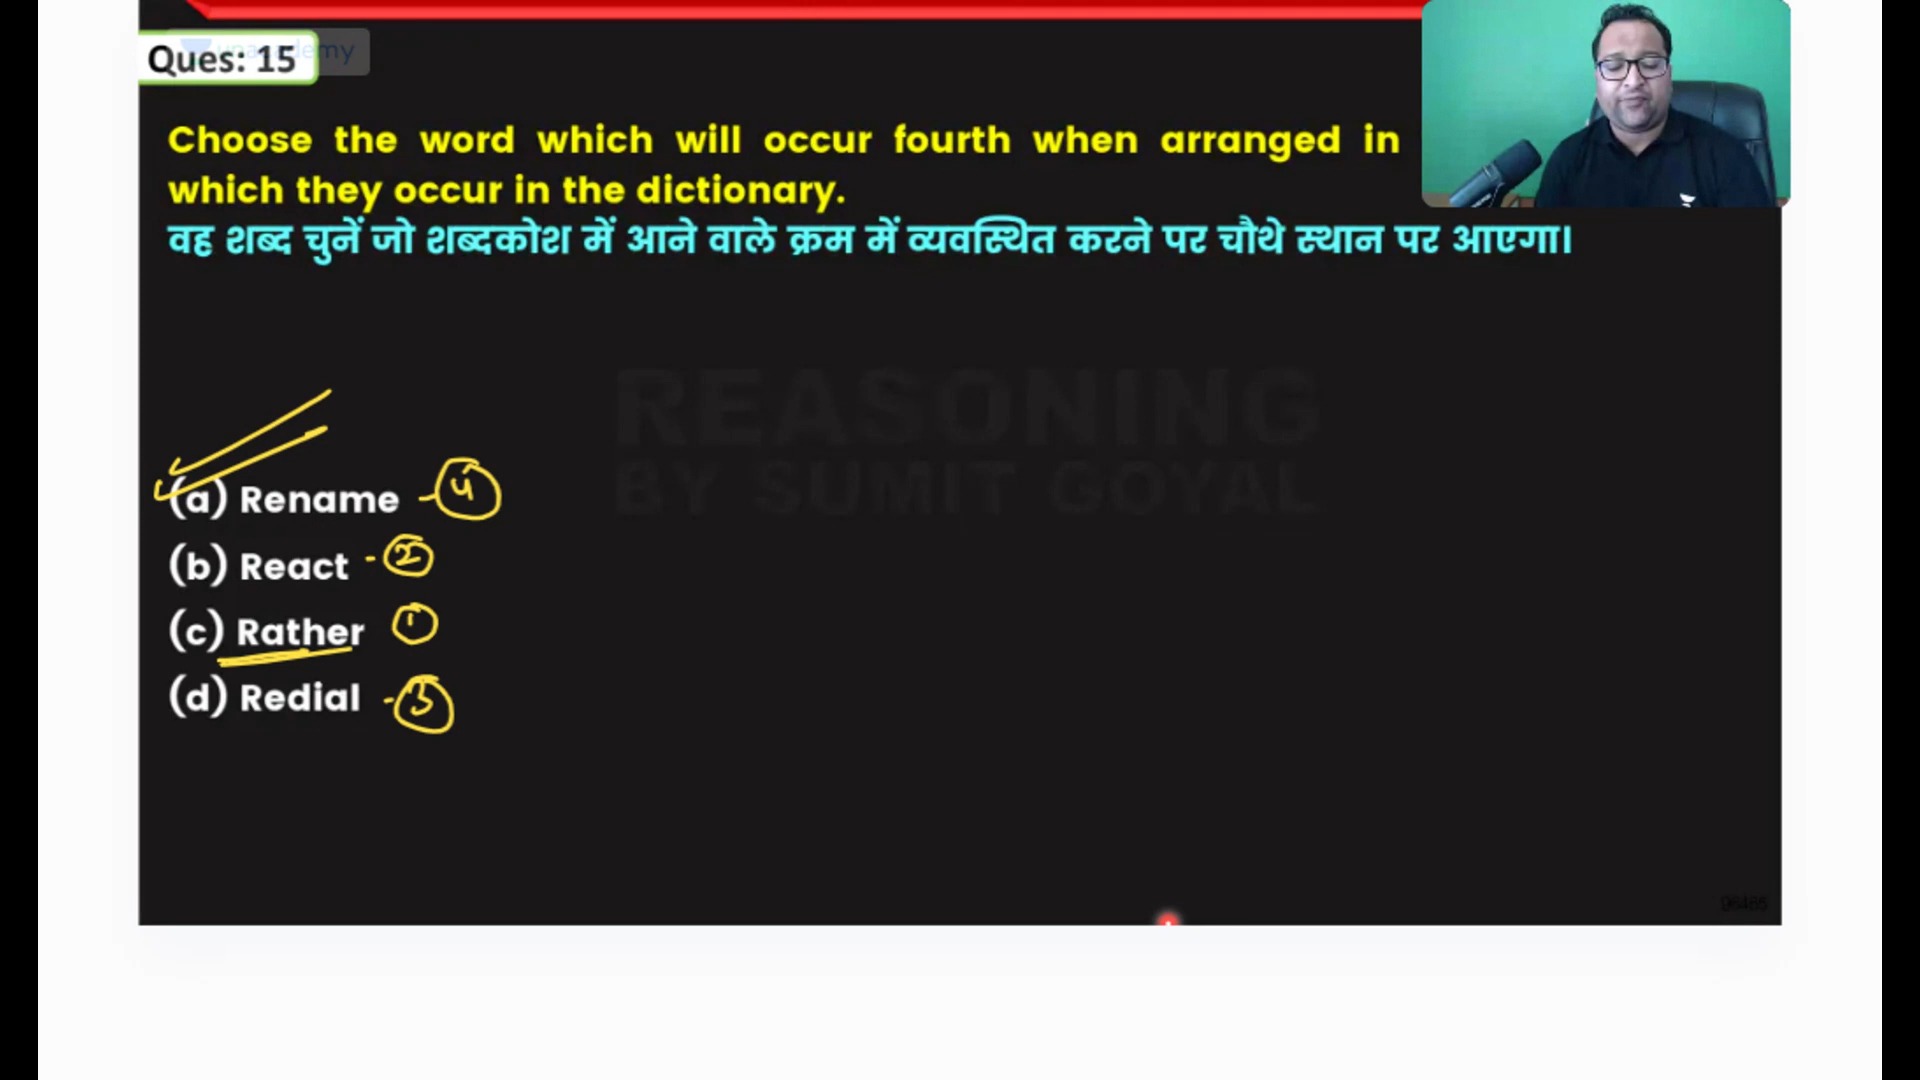 Ques: 15
unacademy
Choose the word which will occur fourth when arranged in
which they occur in the dictionary.
वह शब्द चुनें जो शब्दकोश में आने वाले क्रम में व्यवस्थित करने पर चौथे स्थान पर आएगा।
REASONING
BY SUMIT GOYAL
(a) Rename - 4
(b) React - 2
(c) Rather 1
(d) Redial - 3